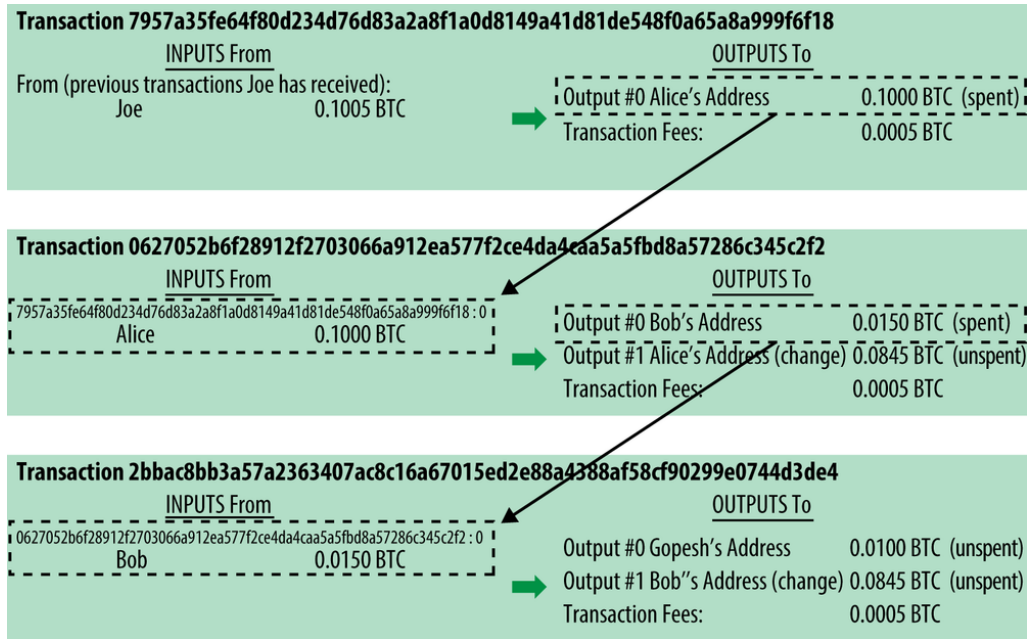 Transaction 7957a35fe64f80d234d76d83a2a8f1a0d8149a41d81de548f0a65a8a999f6f18
INPUTS From
OUTPUTS To
From (previous transactions Joe has received):
Joe 0.1005 BTC
Output #0 Alice’s Address 0.1000 BTC (spent)
Transaction Fees: 0.0005 BTC
Transaction 0627052b6f28912f2703066a912ea577f2ce4da4caa5a5fbd8a57286c345c2f2
INPUTS From
OUTPUTS To
7957a35fe64f80d234d76d83a2a8f1a0d8149a41d81de548f0a65a8a999f6f18 : 0
Alice 0.1000 BTC
Output #0 Bob’s Address 0.0150 BTC (spent)
Output #1 Alice’s Address (change) 0.0845 BTC (unspent)
Transaction Fees: 0.0005 BTC
Transaction 2bbac8bb3a57a2363407ac8c16a67015ed2e88a4388af58cf90299e0744d3de4
INPUTS From
OUTPUTS To
0627052b6f28912f2703066a912ea577f2ce4da4caa5a5fbd8a57286c345c2f2 : 0
Bob 0.0150 BTC
Output #0 Gopesh’s Address 0.0100 BTC (unspent)
Output #1 Bob’’s Address (change) 0.0845 BTC (unspent)
Transaction Fees: 0.0005 BTC